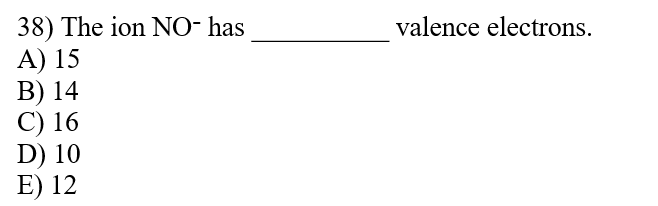 38) The ion NO⁻ has __________ valence electrons.
A) 15
B) 14
C) 16
D) 10
E) 12